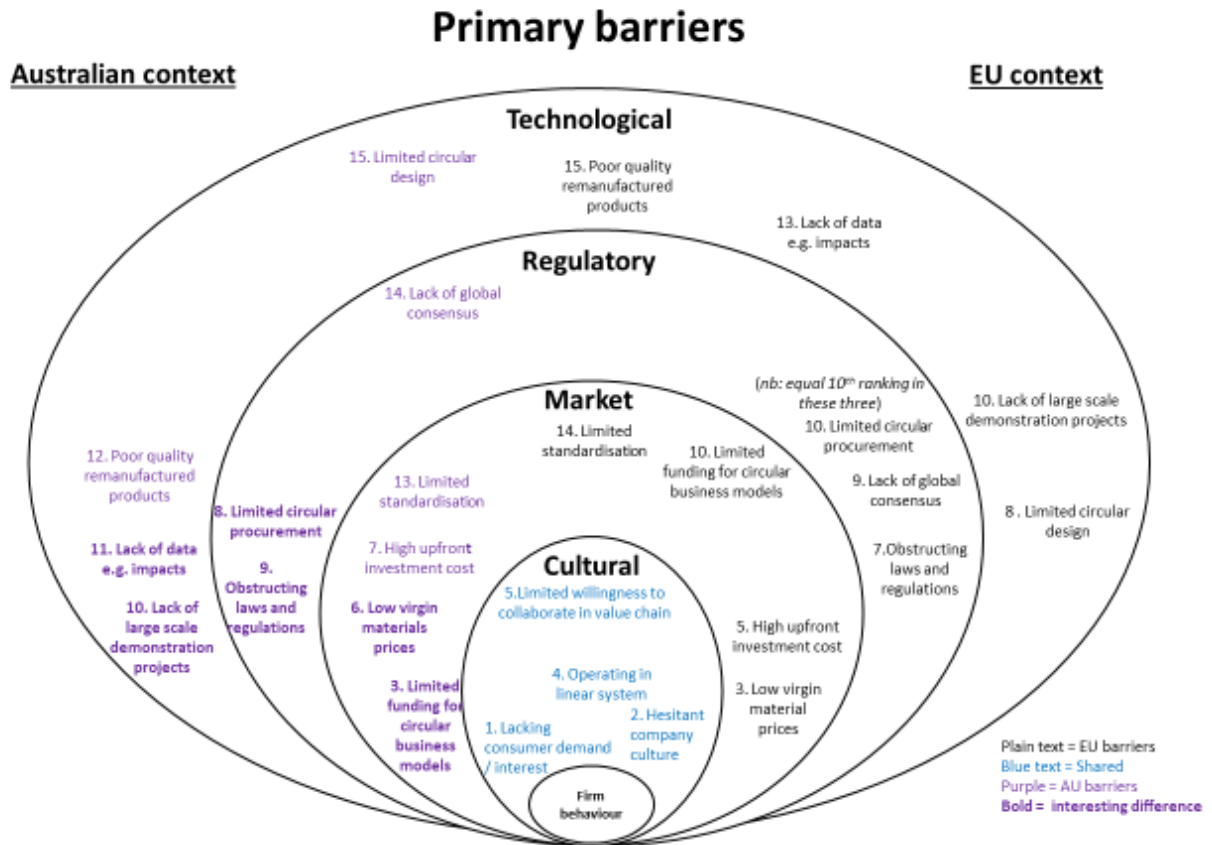 Primary barriers
Australian context
EU context
Technological
15. Limited circular
design
15. Poor quality
remanufactured
products
13. Lack of data
e.g. impacts
Regulatory
14. Lack of global
consensus
(nb: equal 10th ranking in
these three)
10. Limited circular
procurement
10. Lack of large scale
demonstration projects
Market
14. Limited
standardisation
10. Limited
funding for circular
business models
9. Lack of global
consensus
8 . Limited circular
design
7.Obstructing
laws and
regulations
12. Poor quality
remanufactured
products
13. Limited
standardisation
8. Limited circular
procurement
11. Lack of data
e.g. impacts
9.
Obstructing
laws and
regulations
7. High upfront
investment cost
10. Lack of
large scale
demonstration
projects
6. Low virgin
materials
prices
3. Limited
funding for
circular
business
models
Cultural
5.Limited willingness to
collaborate in value chain
4. Operating in
linear system
1. Lacking
consumer demand
/ interest
2. Hesitant
company
culture
5. High upfront
investment cost
3. Low virgin
material
prices
Firm
behaviour
Plain text = EU barriers
Blue text = Shared
Purple = AU barriers
Bold = interesting difference